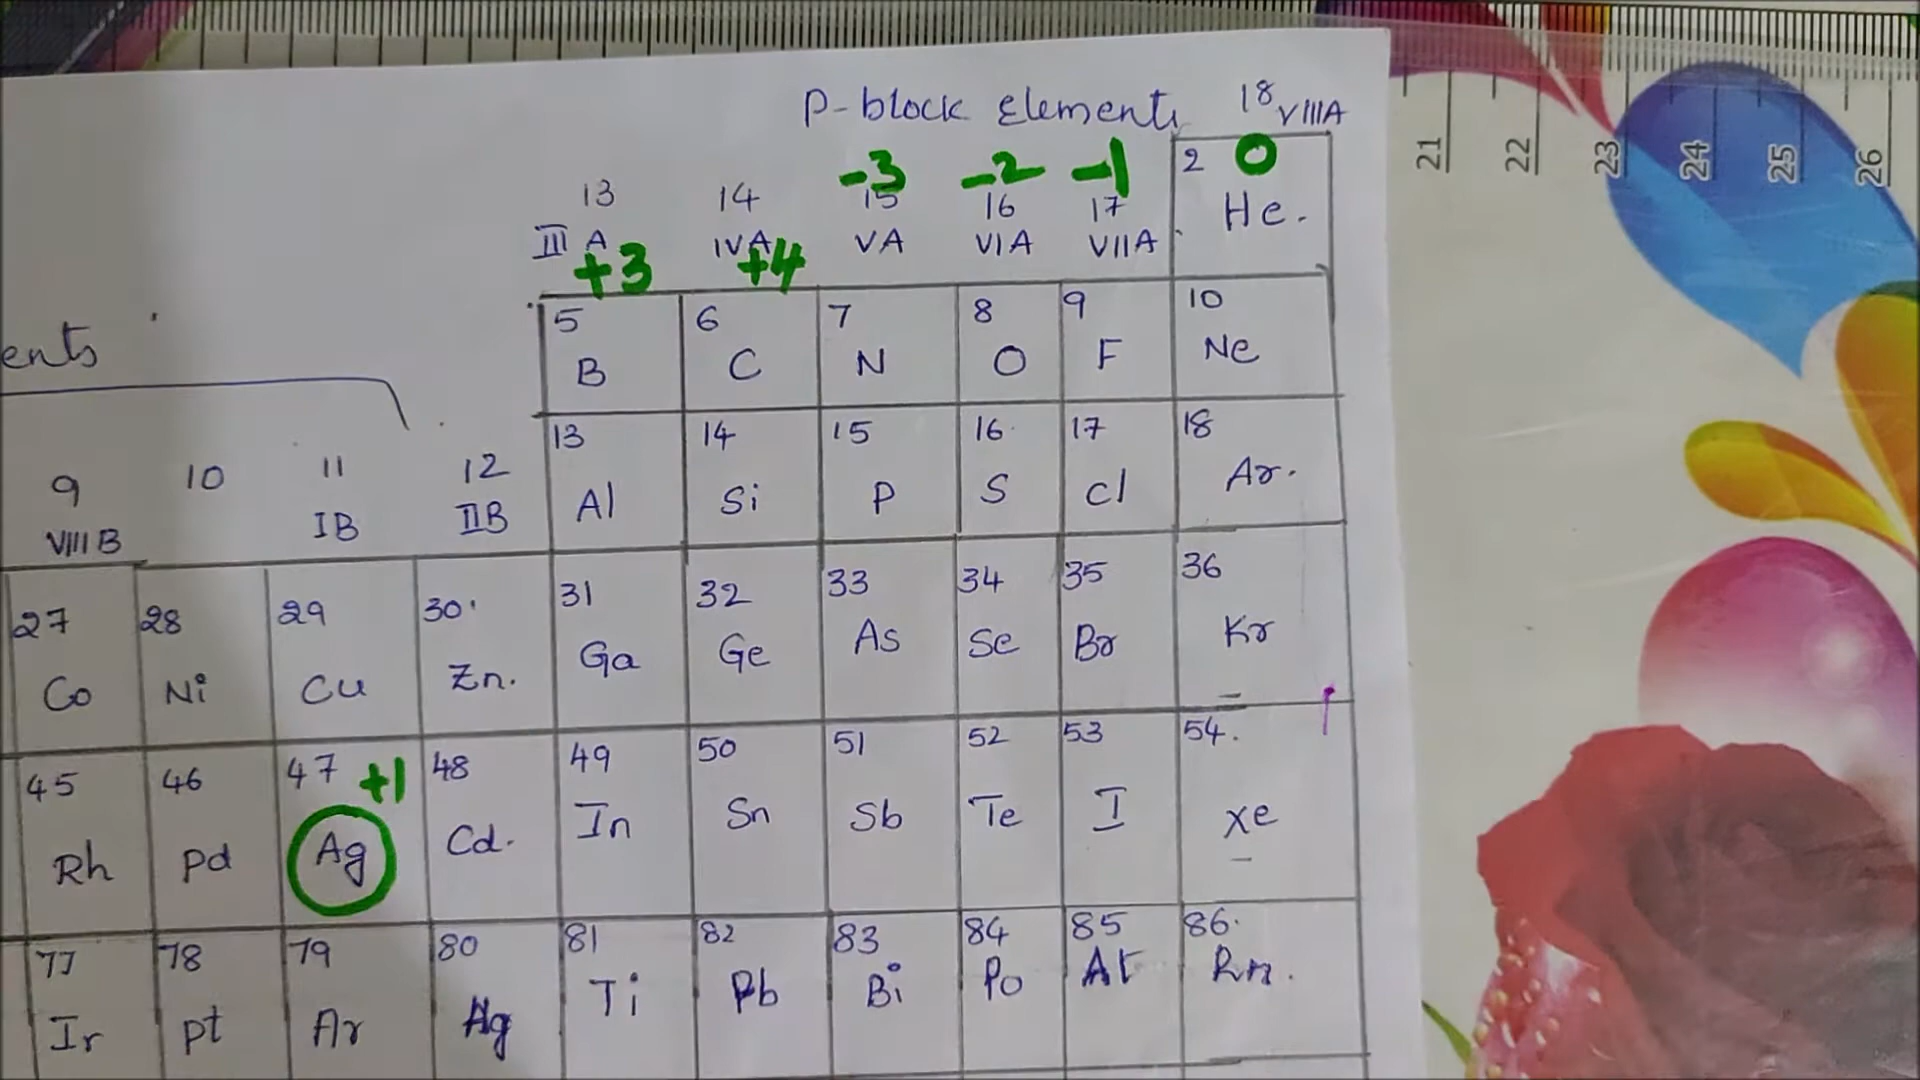 P-block Elements 18 VIIIA
-3 -2 -1 2 0
13 14 15 16 17 He.
III A IVA VA VIA VIIA
+3 +4
5 6 7 8 9 10
B C N O F Ne
ents
13 14 15 16 17 18
Al Si P S Cl Ar.
9 10 11 12
VIII B IB IIB
27 28 29 30 31 32 33 34 35 36
Co Ni Cu Zn. Ga Ge As Se Br Kr
45 46 47 +1 48 49 50 51 52 53 54.
Rh Pd Ag Cd. In Sn Sb Te I Xe
77 78 79 80 81 82 83 84 85 86.
Ir Pt Ar Ag Ti Pb Bi Po At Rn.
21 22 23 24 25 26